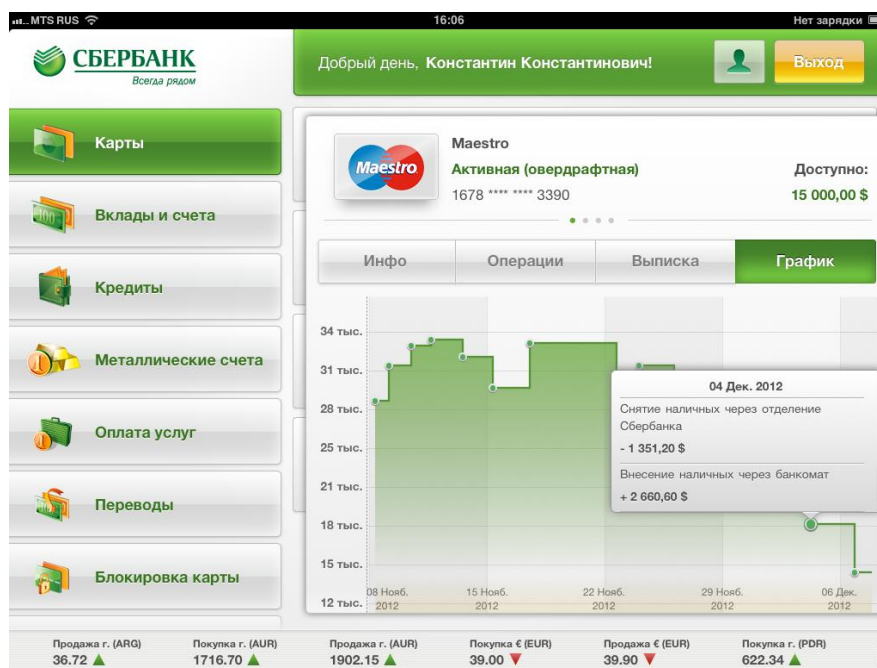 MTS RUS
16:06
Нет зарядки
СБЕРБАНК
Всегда рядом
Добрый день, Константин Константинович!
Выход
Карты
Вклады и счета
Кредиты
Металлические счета
Оплата услуг
Переводы
Блокировка карты
Maestro
Maestro
Активная (овердрафтная)
Доступно:
1678 **** **** 3390
15 000,00 $
Инфо
Операции
Выписка
График
34 тыс.
31 тыс.
28 тыс.
25 тыс.
21 тыс.
18 тыс.
15 тыс.
12 тыс.
04 Дек. 2012
Снятие наличных через отделение
Сбербанка
- 1 351,20 $
Внесение наличных через банкомат
+ 2 660,60 $
08 Нояб.
2012
15 Нояб.
2012
22 Нояб.
2012
29 Нояб.
2012
06 Дек.
2012
Продажа г. (ARG)
36.72
Покупка г. (AUR)
1716.70
Продажа г. (AUR)
1902.15
Покупка € (EUR)
39.00
Продажа € (EUR)
39.90
Покупка г. (PDR)
622.34